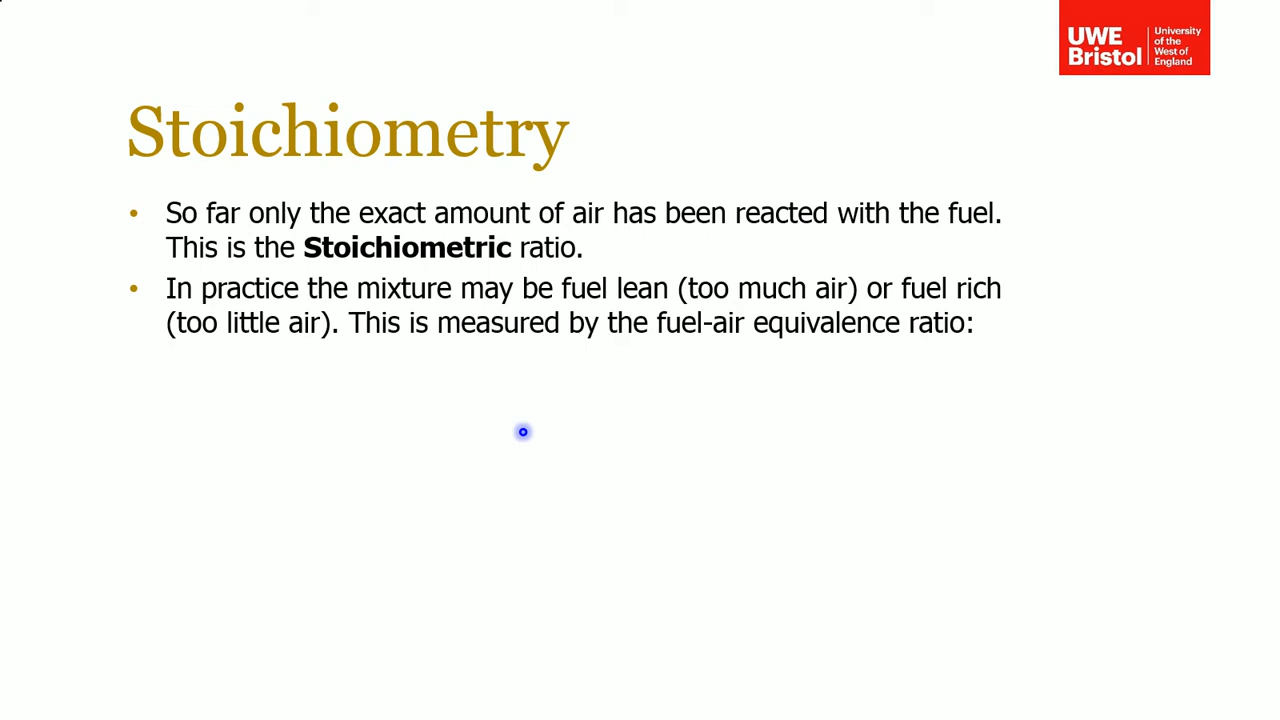 UWE
Bristol
University
of the
West of
England
Stoichiometry
• So far only the exact amount of air has been reacted with the fuel.
This is the Stoichiometric ratio.
• In practice the mixture may be fuel lean (too much air) or fuel rich
(too little air). This is measured by the fuel-air equivalence ratio: